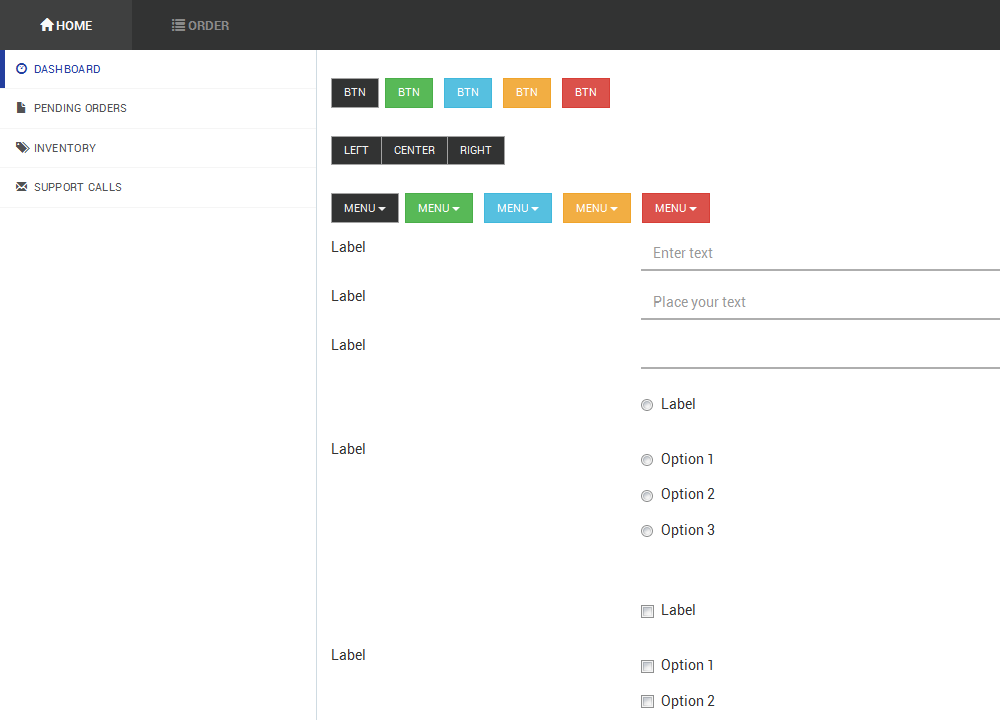 HOME ORDER
DASHBOARD
PENDING ORDERS
INVENTORY
SUPPORT CALLS
BTN BTN BTN BTN BTN
LEFT CENTER RIGHT
MENU MENU MENU MENU MENU
Label Enter text
Label Place your text
Label
Label
Label Option 1
Option 2
Option 3
Label
Label Option 1
Option 2